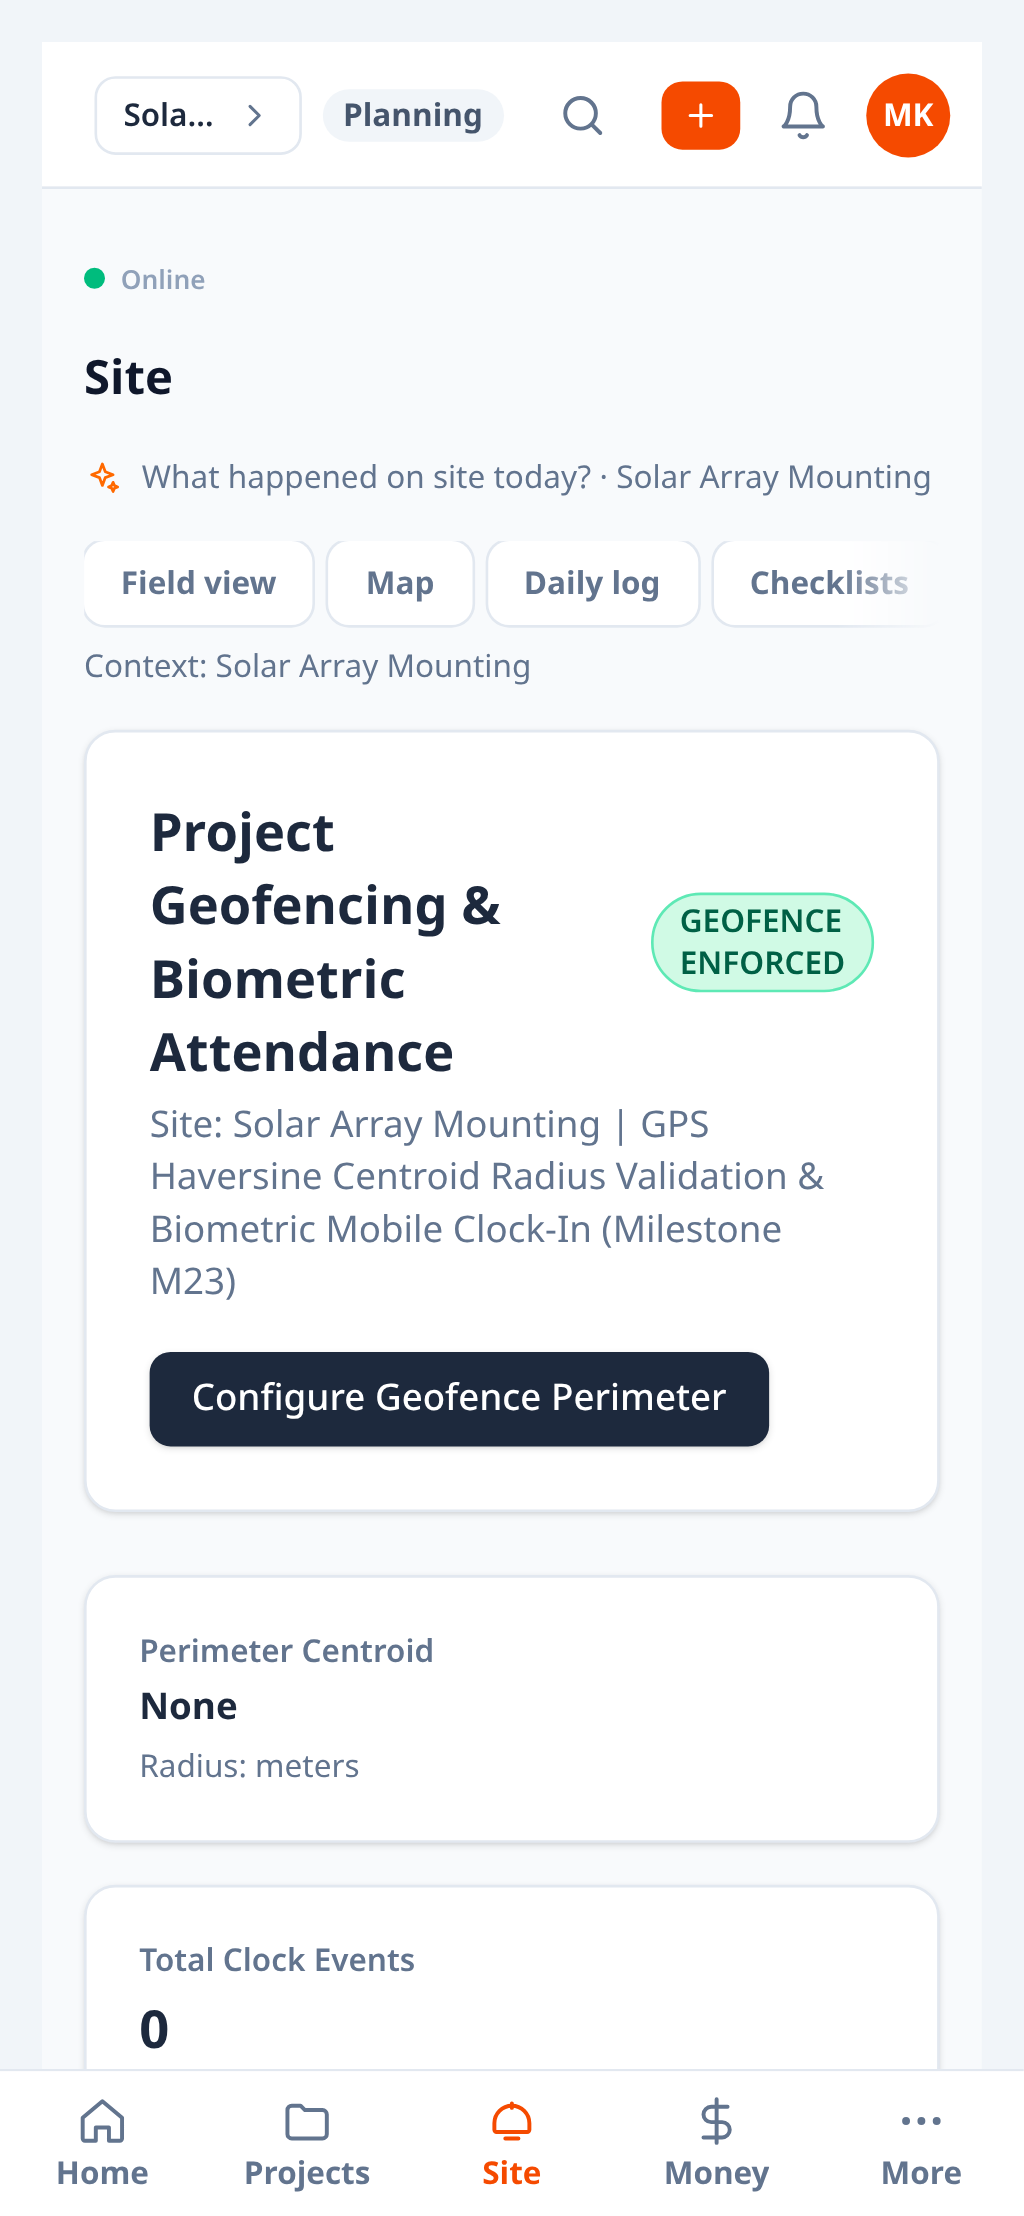 Sola...
Planning
MK
Online
Site
What happened on site today? · Solar Array Mounting
Field view
Map
Daily log
Checklists
Context: Solar Array Mounting
Project
Geofencing &
Biometric
Attendance
GEOFENCE
ENFORCED
Site: Solar Array Mounting | GPS
Haversine Centroid Radius Validation &
Biometric Mobile Clock-In (Milestone
M23)
Configure Geofence Perimeter
Perimeter Centroid
None
Radius: meters
Total Clock Events
0
Home
Projects
Site
Money
More